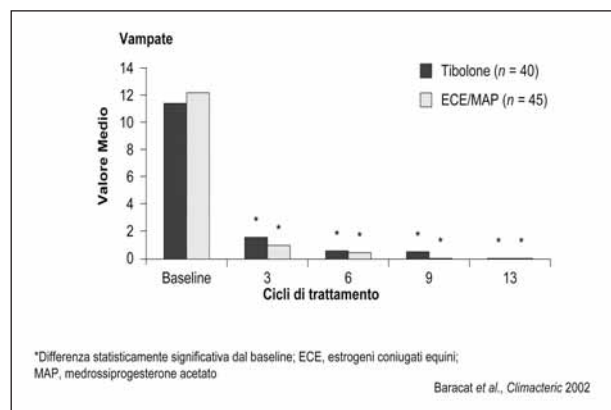 Vampate
Valore Medio
14
12
10
8
6
4
2
0
Tibolone (n = 40)
ECE/MAP (n = 45)
* * * * * * * *
Baseline 3 6 9 13
Cicli di trattamento
*Differenza statisticamente significativa dal baseline; ECE, estrogeni coniugati equini;
MAP, medrossiprogesterone acetato
Baracat et al., Climacteric 2002